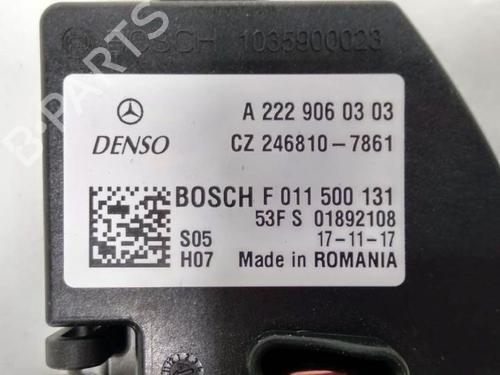 BOSCH 1035900023
B-PARTS
A 222 906 03 03
DENSO CZ 246810-7861
BOSCH F 011 500 131
53F S 01892108
S05 17-11-17
H07 Made in ROMANIA